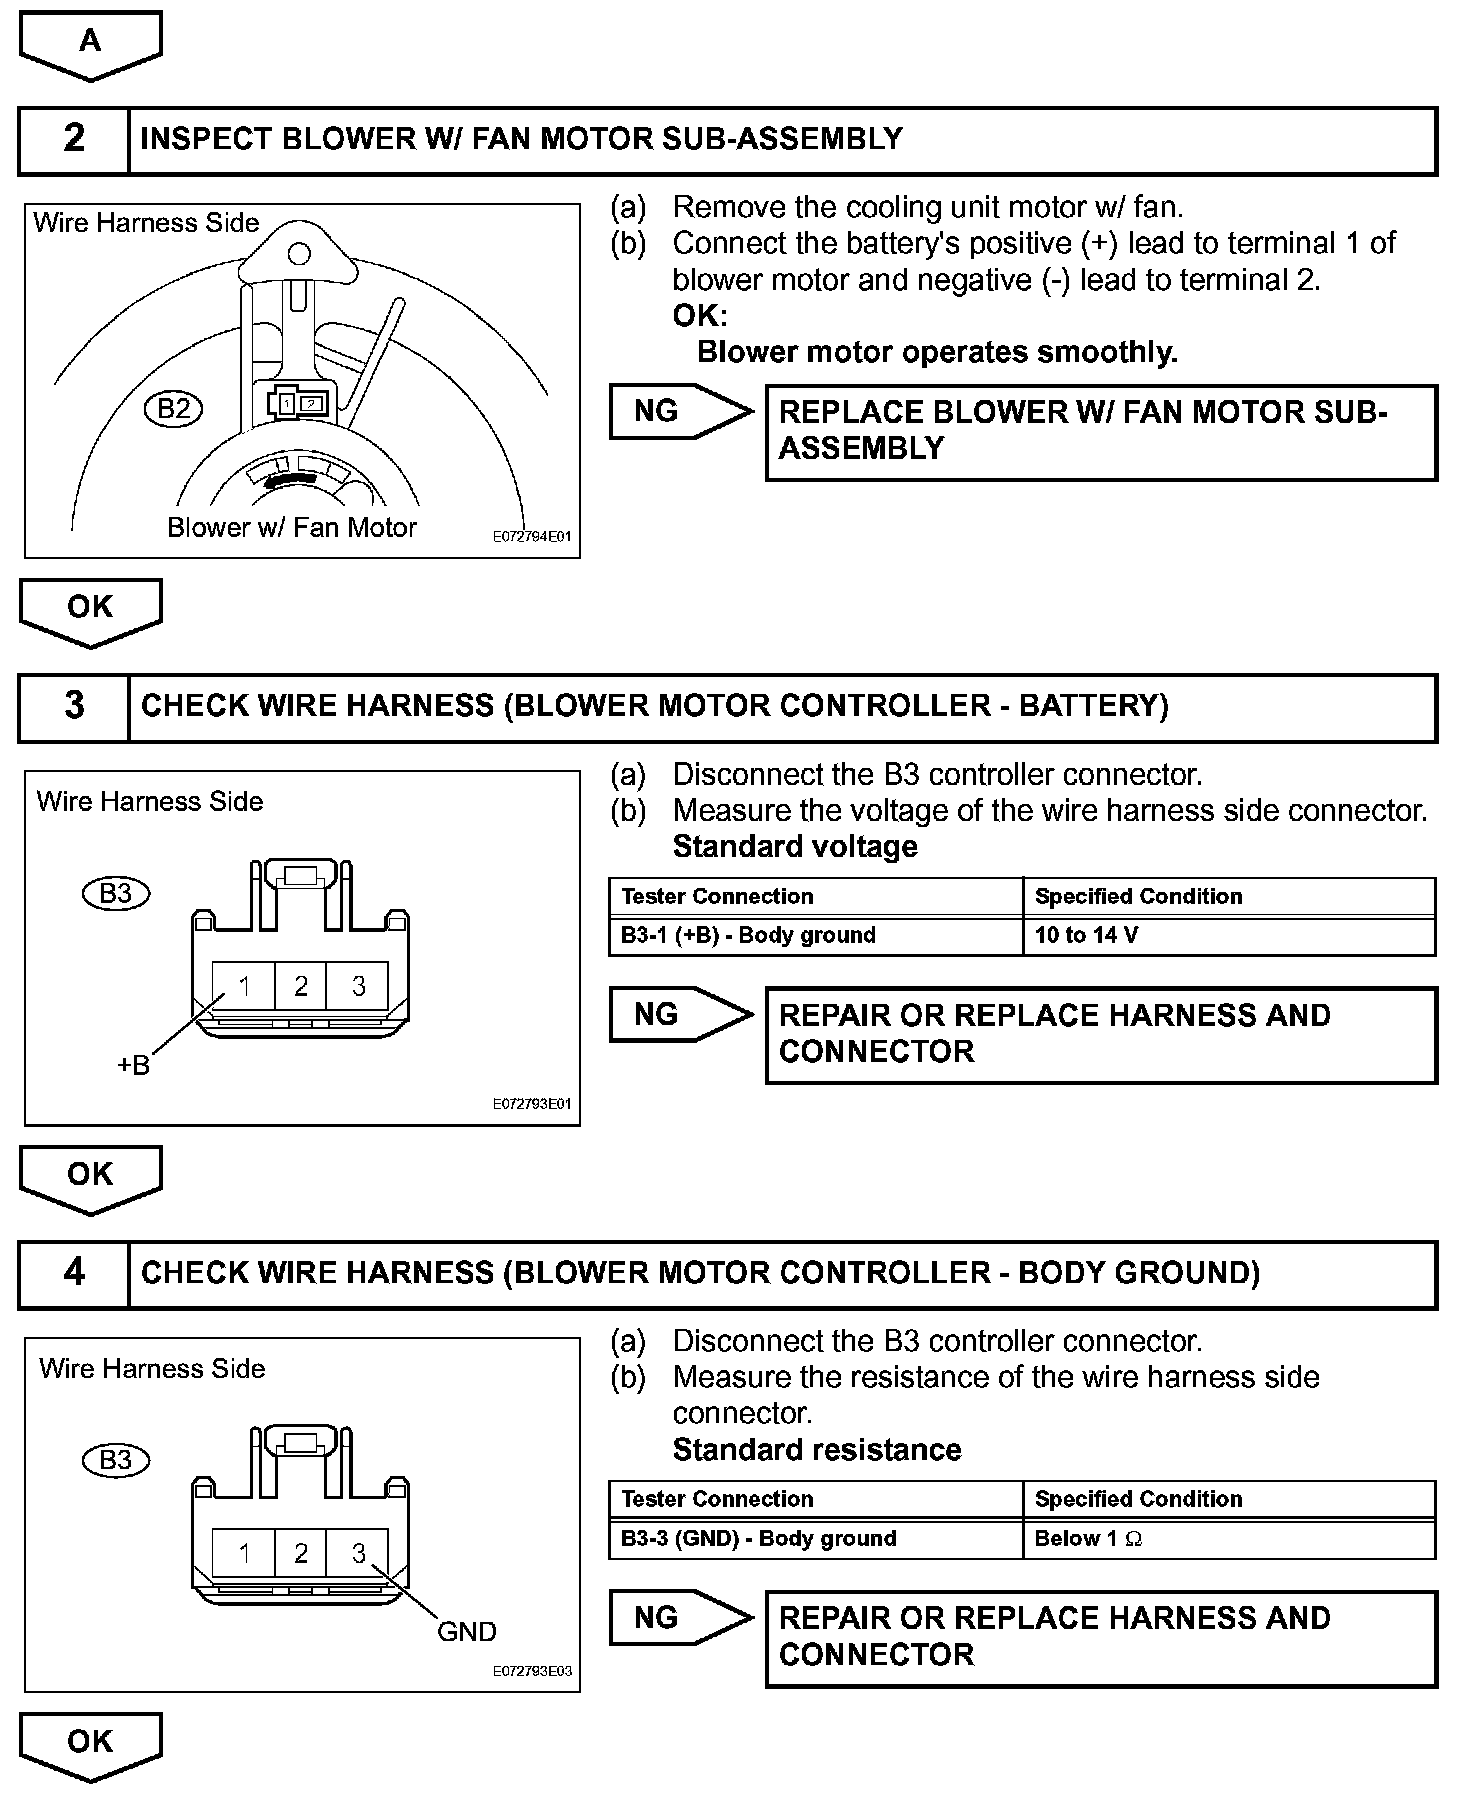 A
2 INSPECT BLOWER W/ FAN MOTOR SUB-ASSEMBLY
Wire Harness Side
B2
1 2
Blower w/ Fan Motor
E072794E01
(a) Remove the cooling unit motor w/ fan.
(b) Connect the battery's positive (+) lead to terminal 1 of
blower motor and negative (-) lead to terminal 2.
OK:
Blower motor operates smoothly.
NG
REPLACE BLOWER W/ FAN MOTOR SUB-
ASSEMBLY
OK
3 CHECK WIRE HARNESS (BLOWER MOTOR CONTROLLER - BATTERY)
Wire Harness Side
B3
1 2 3
+B
E072793E01
(a) Disconnect the B3 controller connector.
(b) Measure the voltage of the wire harness side connector.
Standard voltage
Tester Connection Specified Condition
B3-1 (+B) - Body ground 10 to 14 V
NG
REPAIR OR REPLACE HARNESS AND
CONNECTOR
OK
4 CHECK WIRE HARNESS (BLOWER MOTOR CONTROLLER - BODY GROUND)
Wire Harness Side
B3
1 2 3
GND
E072793E03
(a) Disconnect the B3 controller connector.
(b) Measure the resistance of the wire harness side
connector.
Standard resistance
Tester Connection Specified Condition
B3-3 (GND) - Body ground Below 1 Ω
NG
REPAIR OR REPLACE HARNESS AND
CONNECTOR
OK